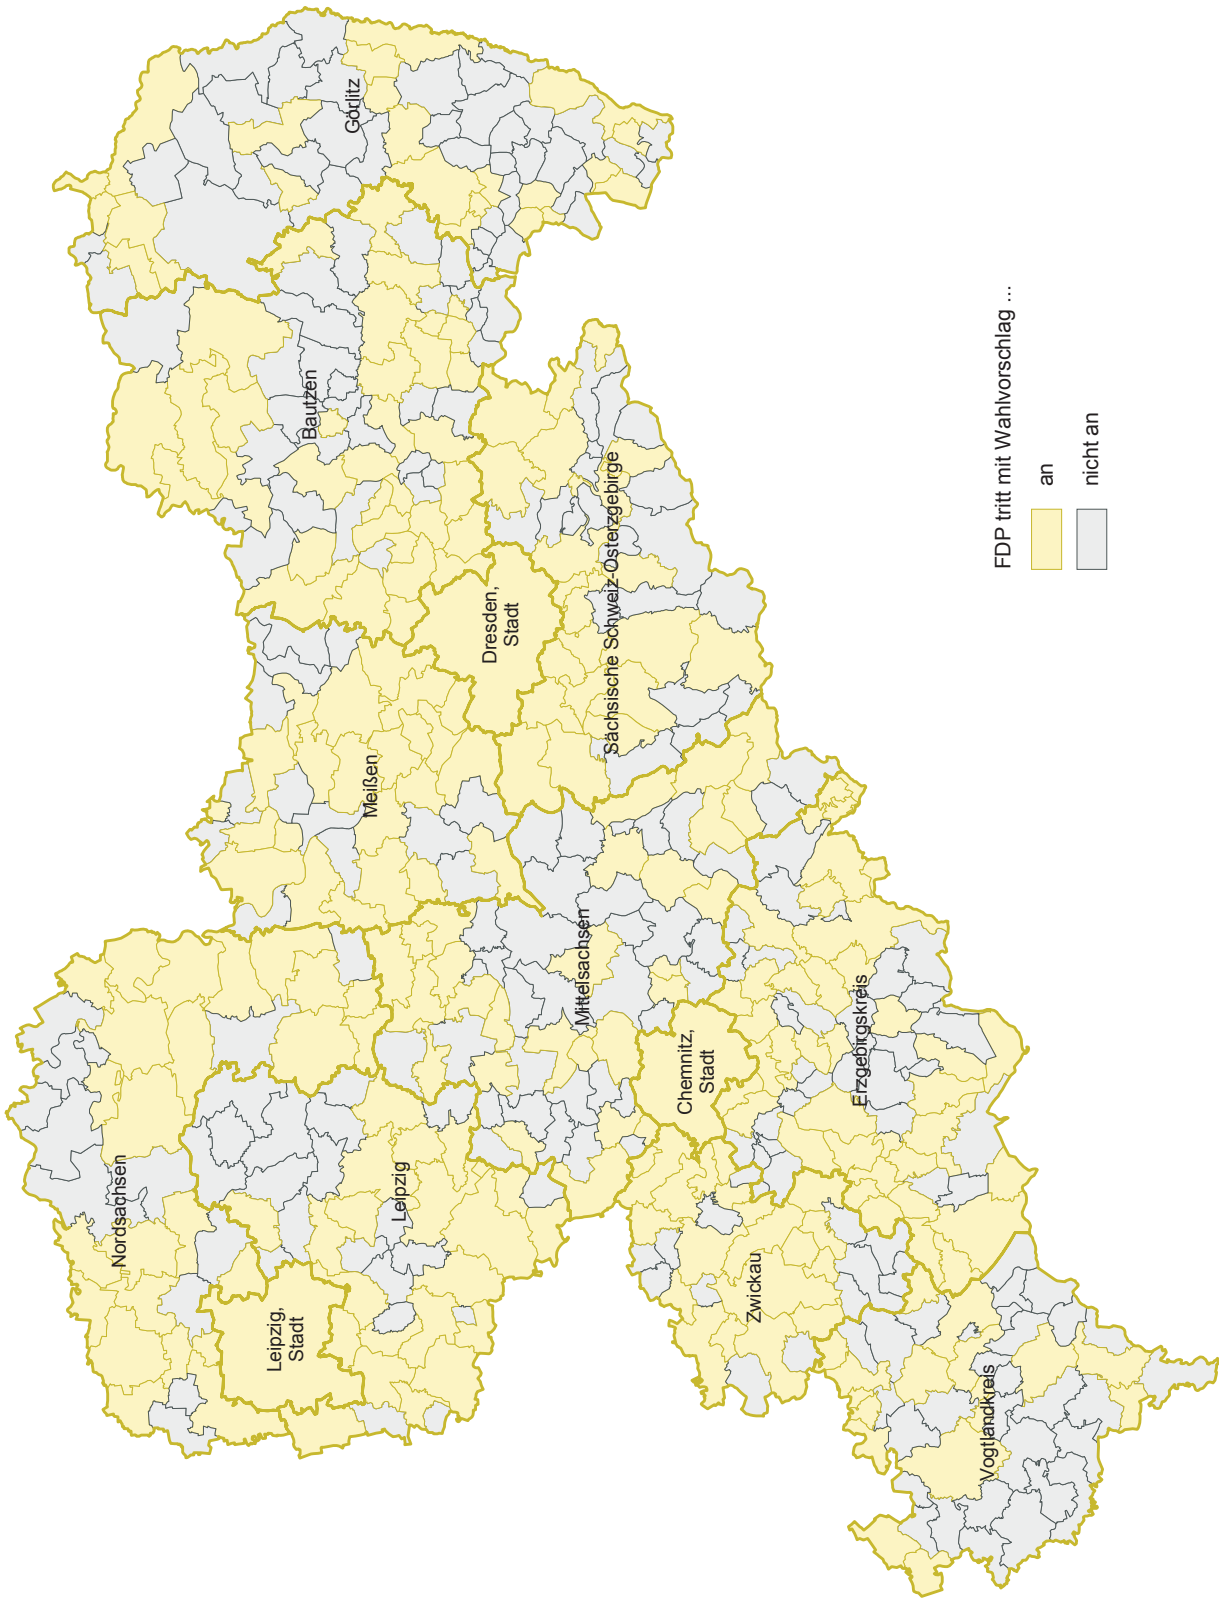 Görlitz
Bautzen
Sächsische Schweiz-Osterzgebirge
Dresden,
Stadt
Meißen
Mittelsachsen
Chemnitz,
Stadt
Erzgebirgskreis
Nordsachsen
Leipzig
Leipzig,
Stadt
Zwickau
Vogtlandkreis
FDP tritt mit Wahlvorschlag ...
an
nicht an